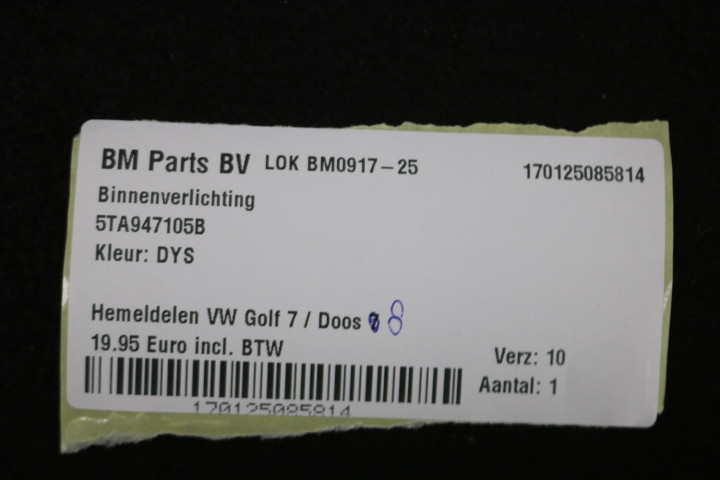 BM Parts BV LOK BM0917-25 170125085814
Binnenverlichting
5TA947105B
Kleur: DYS
Hemeldelen VW Golf 7 / Doos 8
19.95 Euro incl. BTW
Verz: 10
Aantal: 1
170125085814